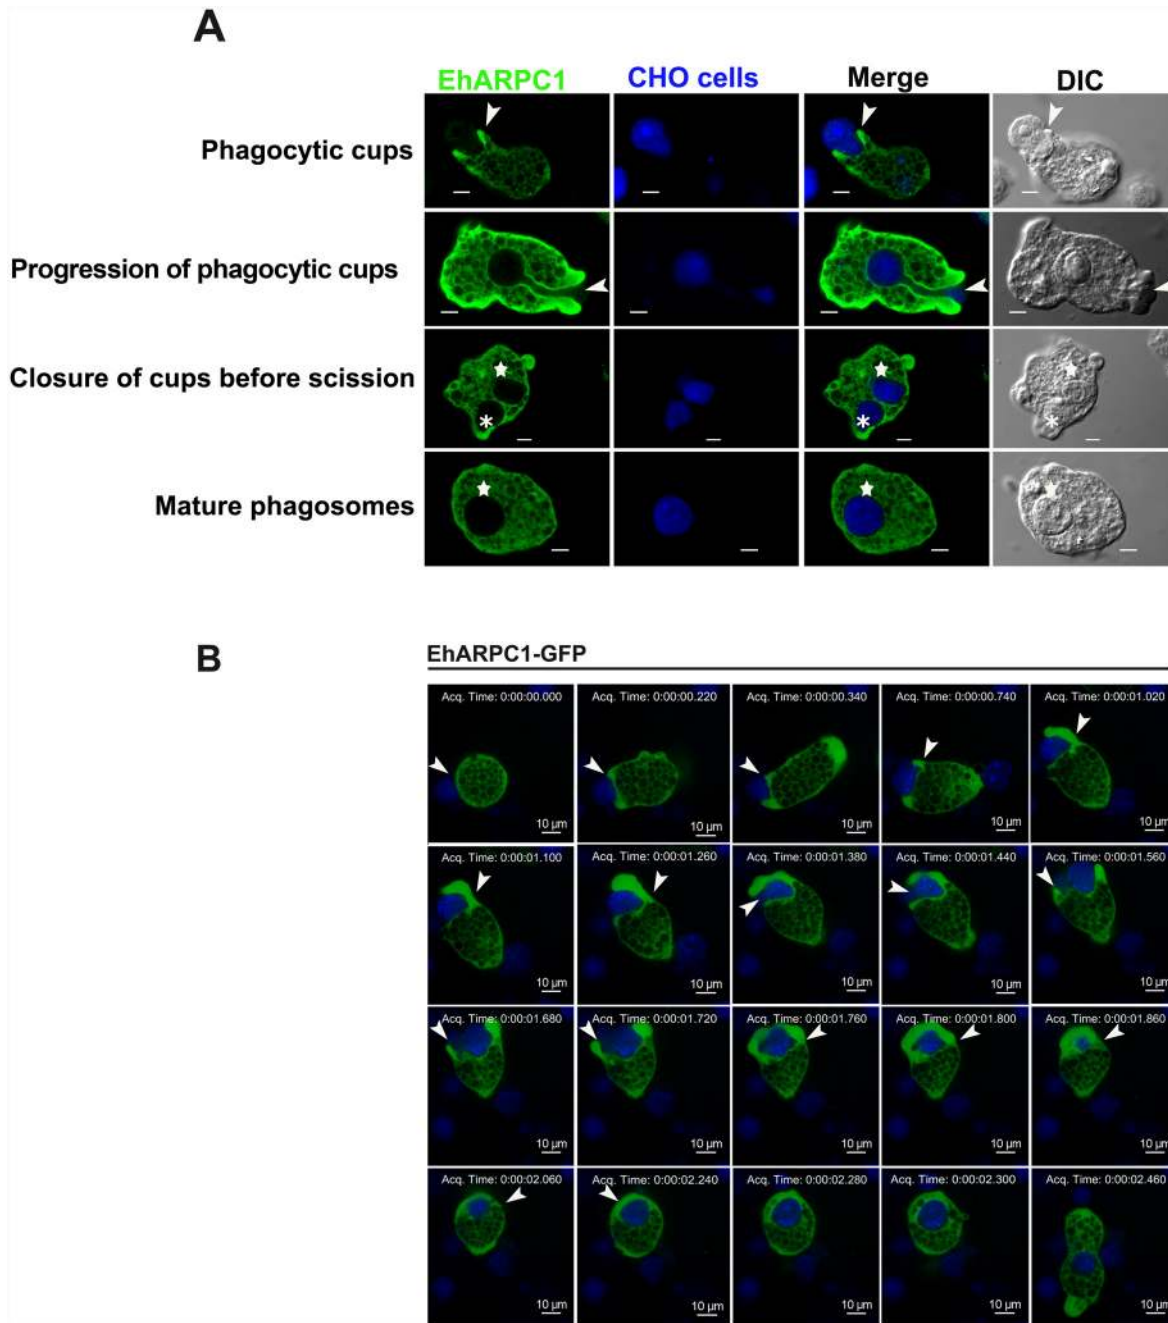 A
EhARPC1 CHO cells Merge DIC
Phagocytic cups
Progression of phagocytic cups
Closure of cups before scission
Mature phagosomes
B
EhARPC1-GFP
Acq. Time: 0:00:00.000 Acq. Time: 0:00:00.220 Acq. Time: 0:00:00.340 Acq. Time: 0:00:00.740 Acq. Time: 0:00:01.020
10 µm 10 µm 10 µm 10 µm 10 µm
Acq. Time: 0:00:01.100 Acq. Time: 0:00:01.260 Acq. Time: 0:00:01.380 Acq. Time: 0:00:01.440 Acq. Time: 0:00:01.560
10 µm 10 µm 10 µm 10 µm 10 µm
Acq. Time: 0:00:01.680 Acq. Time: 0:00:01.720 Acq. Time: 0:00:01.760 Acq. Time: 0:00:01.800 Acq. Time: 0:00:01.860
10 µm 10 µm 10 µm 10 µm 10 µm
Acq. Time: 0:00:02.060 Acq. Time: 0:00:02.240 Acq. Time: 0:00:02.280 Acq. Time: 0:00:02.300 Acq. Time: 0:00:02.460
10 µm 10 µm 10 µm 10 µm 10 µm